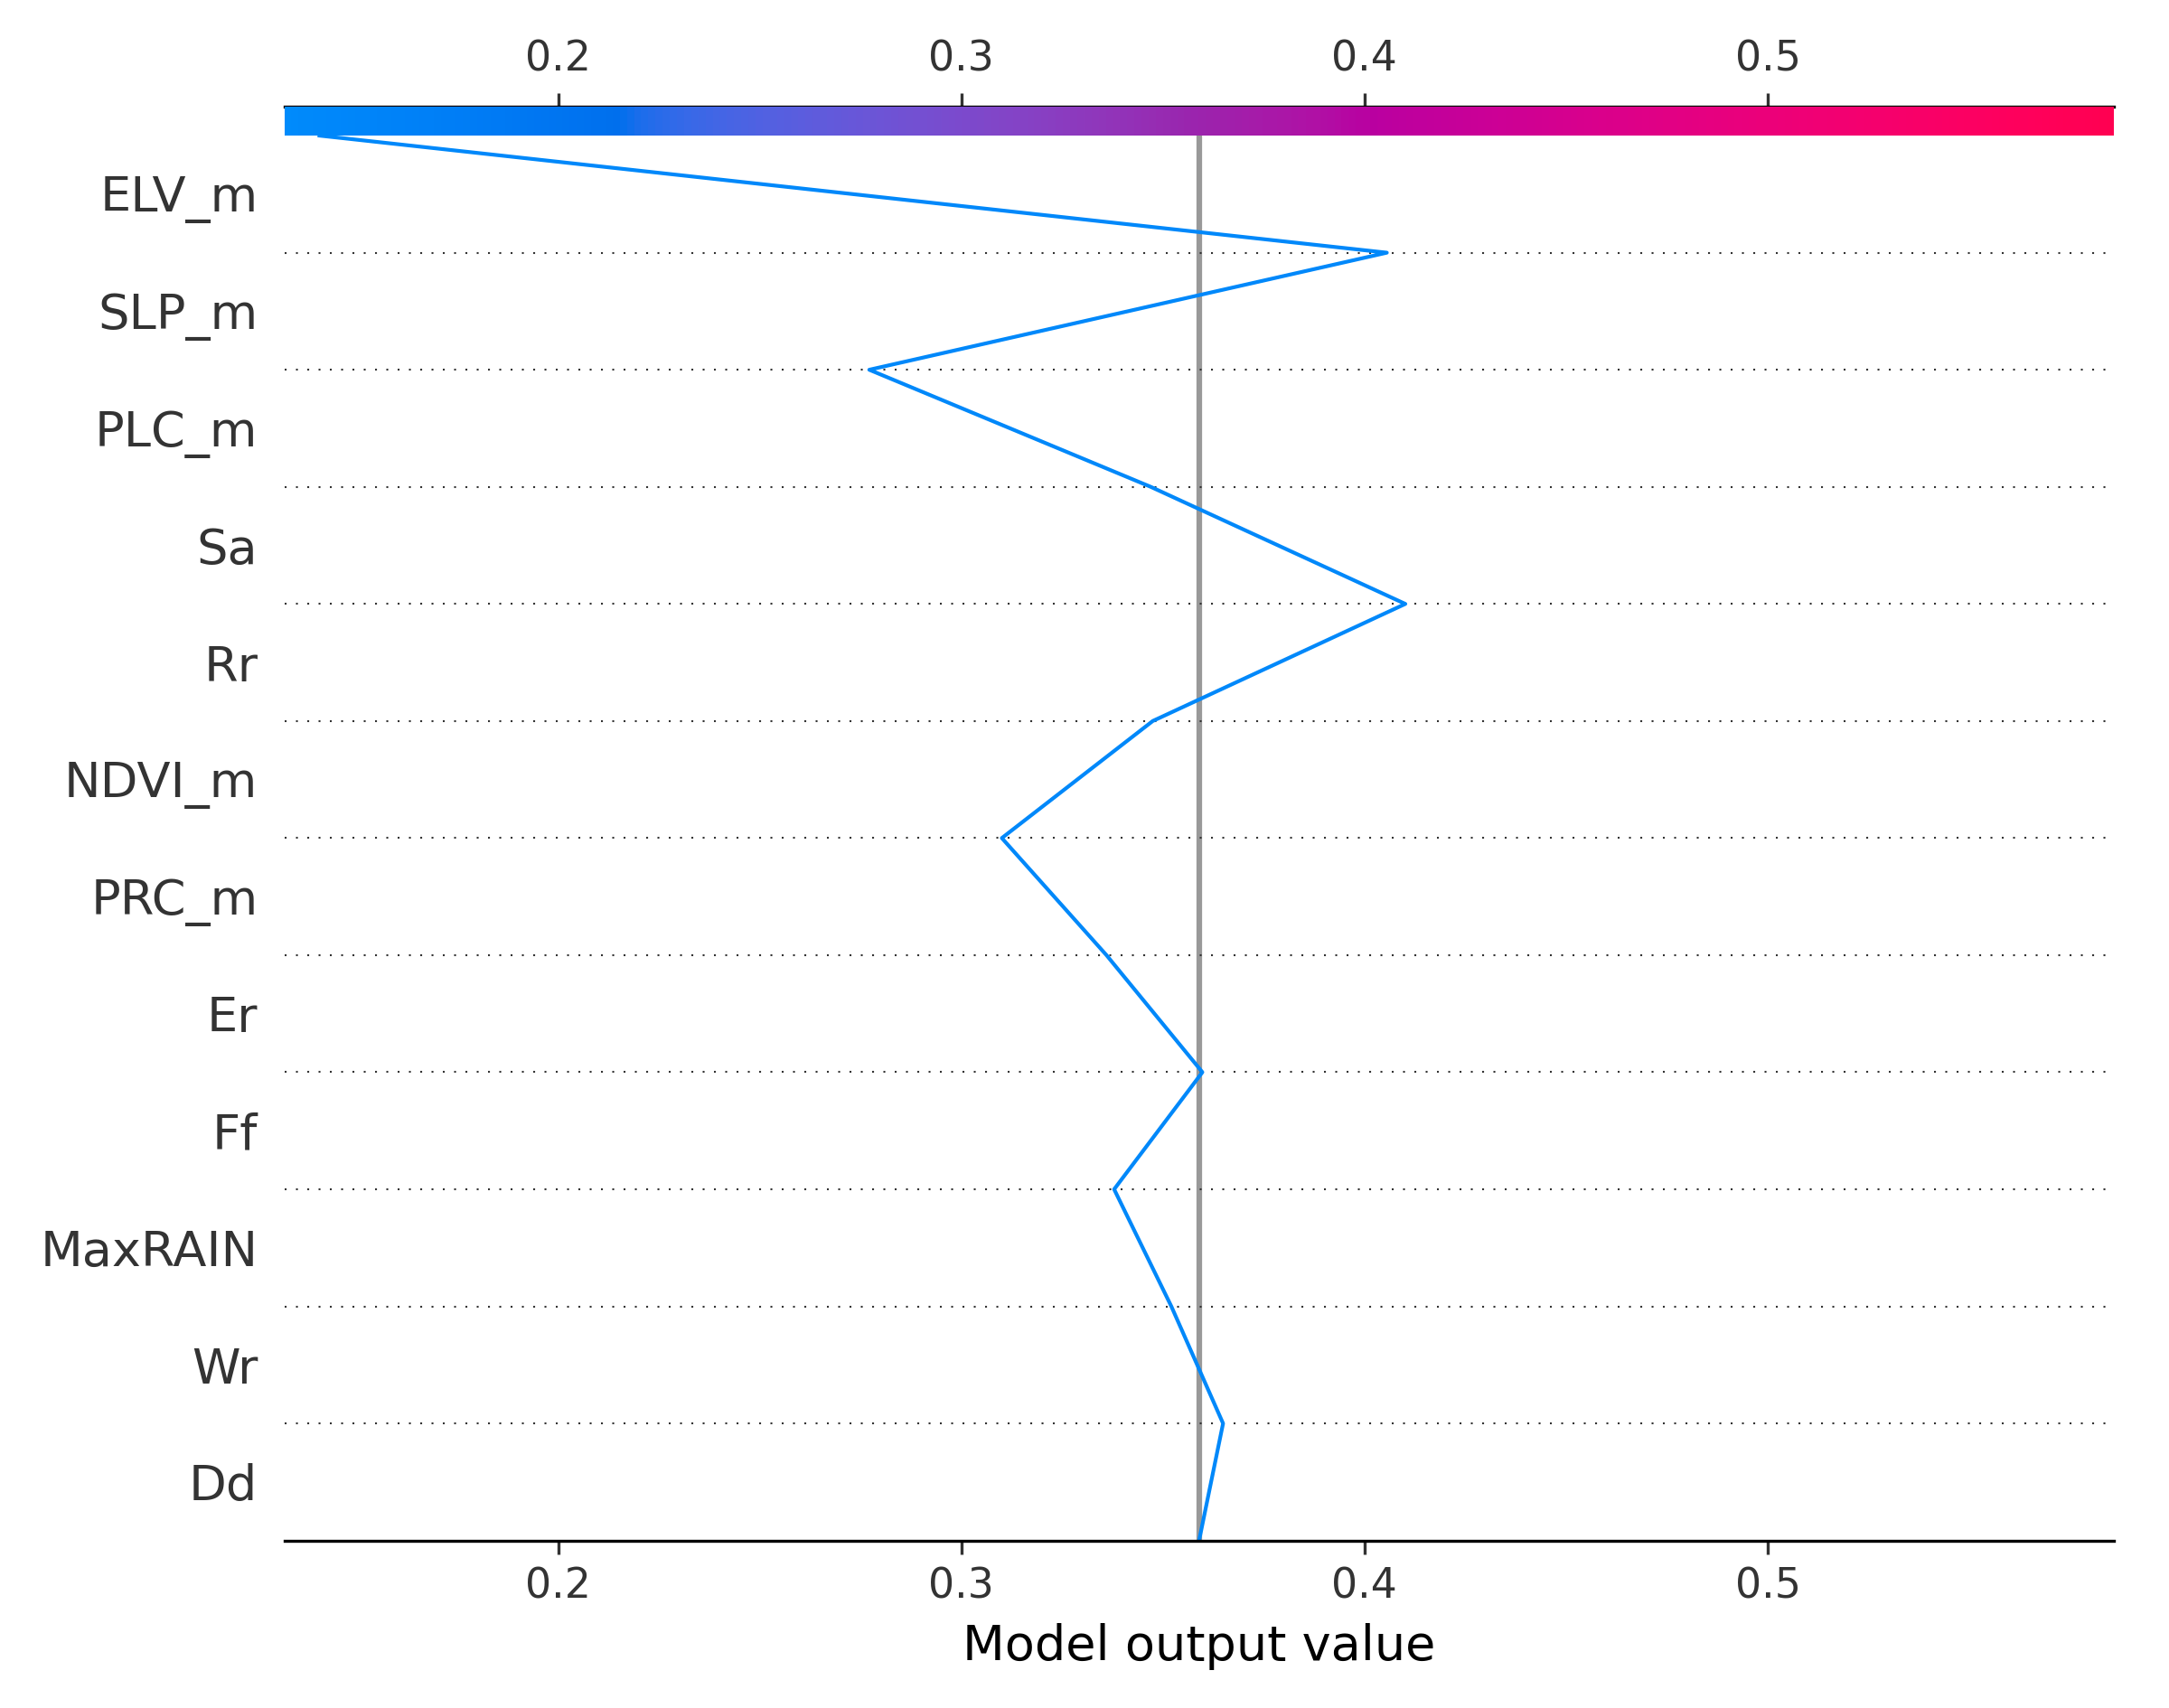 0.2 0.3 0.4 0.5
ELV_m
SLP_m
PLC_m
Sa
Rr
NDVI_m
PRC_m
Er
Ff
MaxRAIN
Wr
Dd
0.2 0.3 0.4 0.5
Model output value